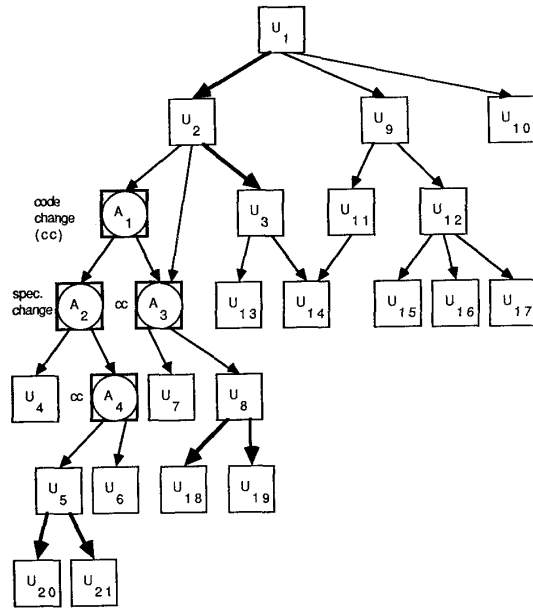 U1
U2
U9
U10
code
change
(cc)
A1
U3
U11
U12
spec.
change
A2
cc
A3
U13
U14
U15
U16
U17
U4
cc
A4
U7
U8
U5
U6
U18
U19
U20
U21